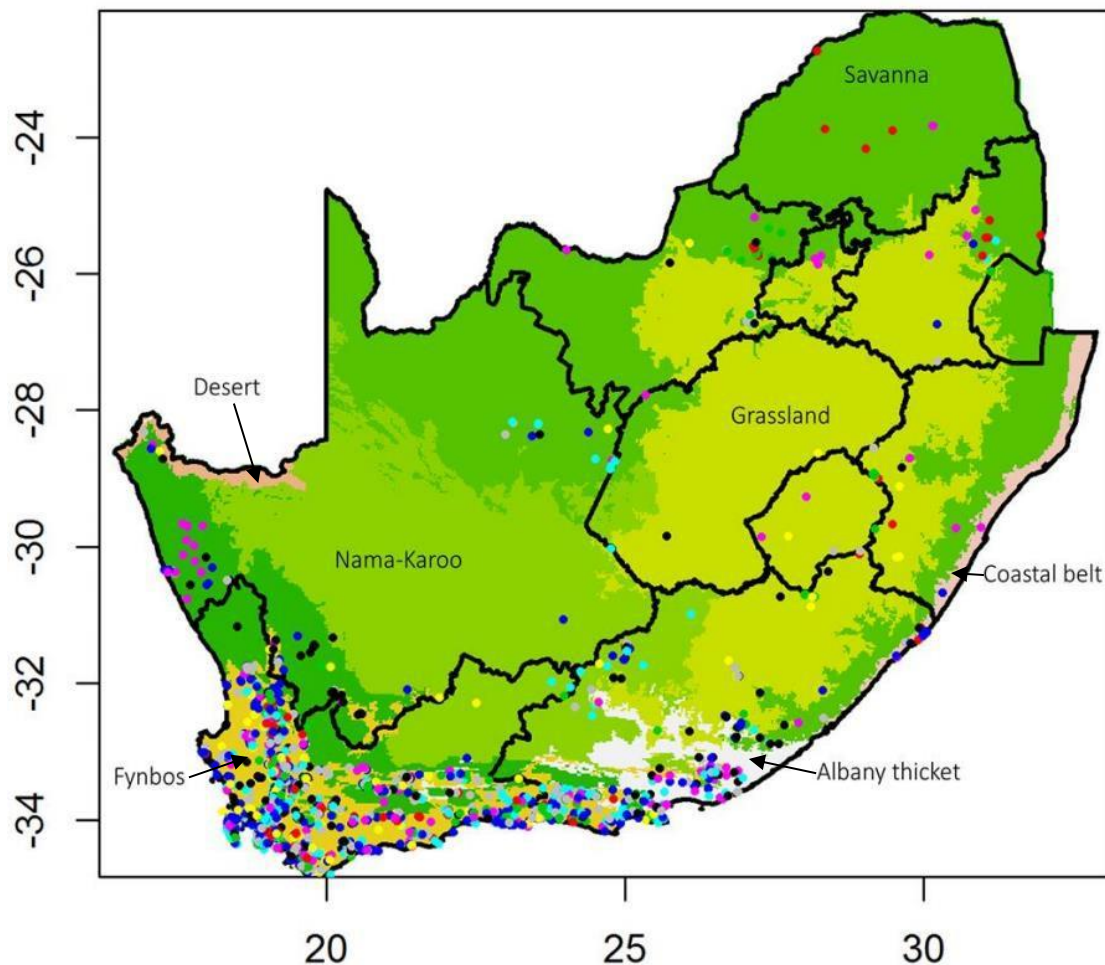 Savanna
-24
-26
Desert
-28
Grassland
-30
Nama-Karoo
Coastal belt
-32
Fynbos
Albany thicket
-34
20
25
30